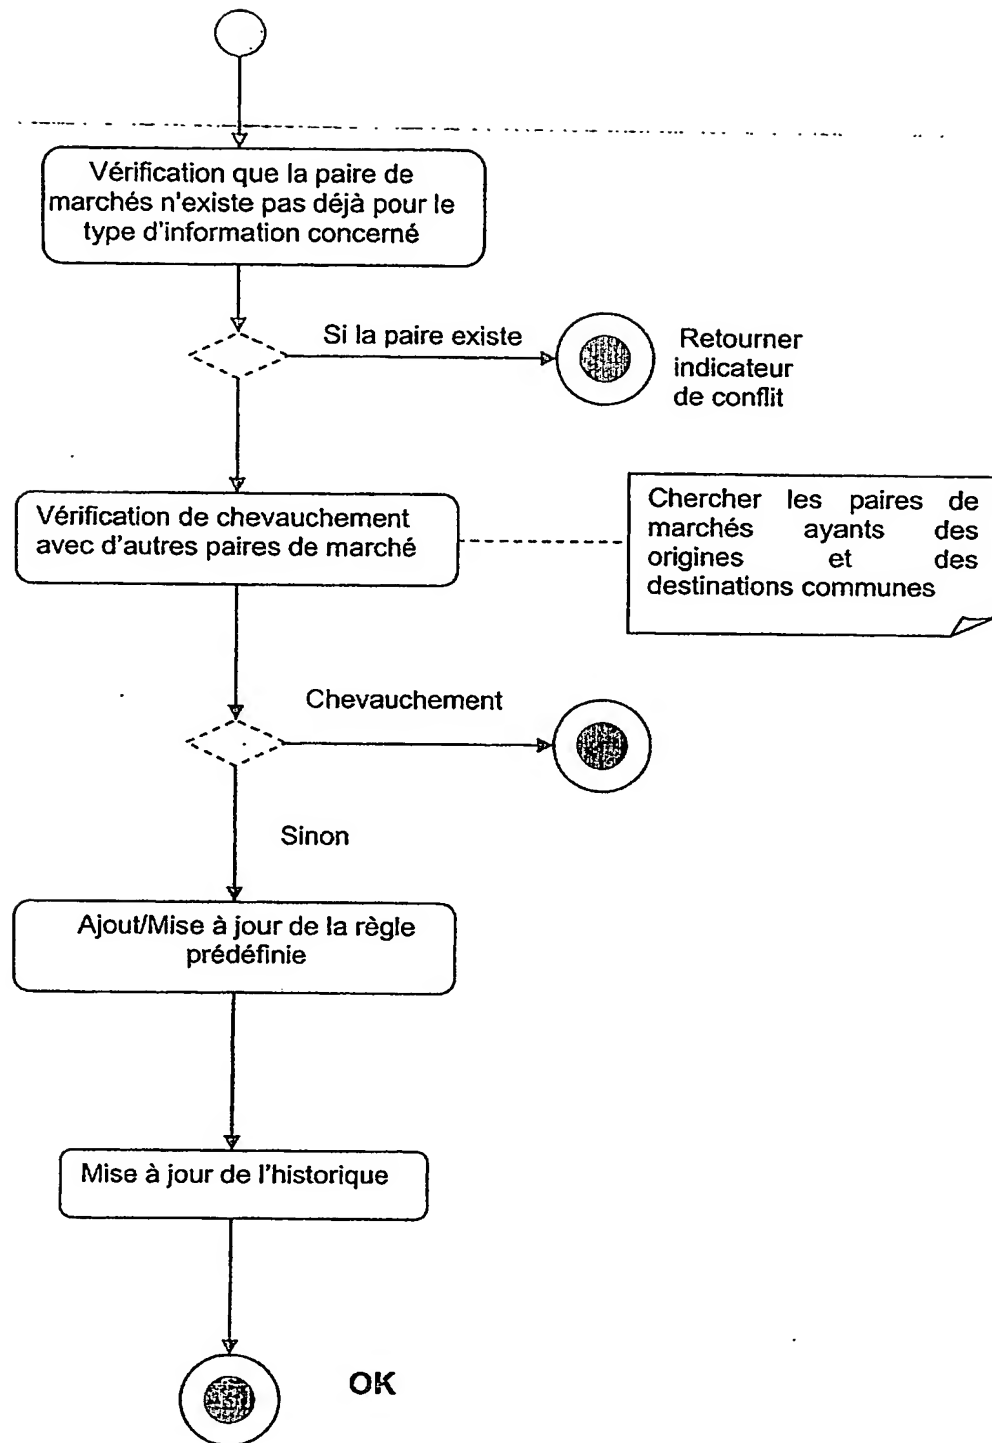 Vérification que la paire de
marchés n'existe pas déjà pour le
type d'information concerné
Si la paire existe
Retourner
indicateur
de conflit
Vérification de chevauchement
avec d'autres paires de marché
Chercher les paires de
marchés ayants des
origines et des
destinations communes
Chevauchement
Sinon
Ajout/Mise à jour de la règle
prédéfinie
Mise à jour de l'historique
OK